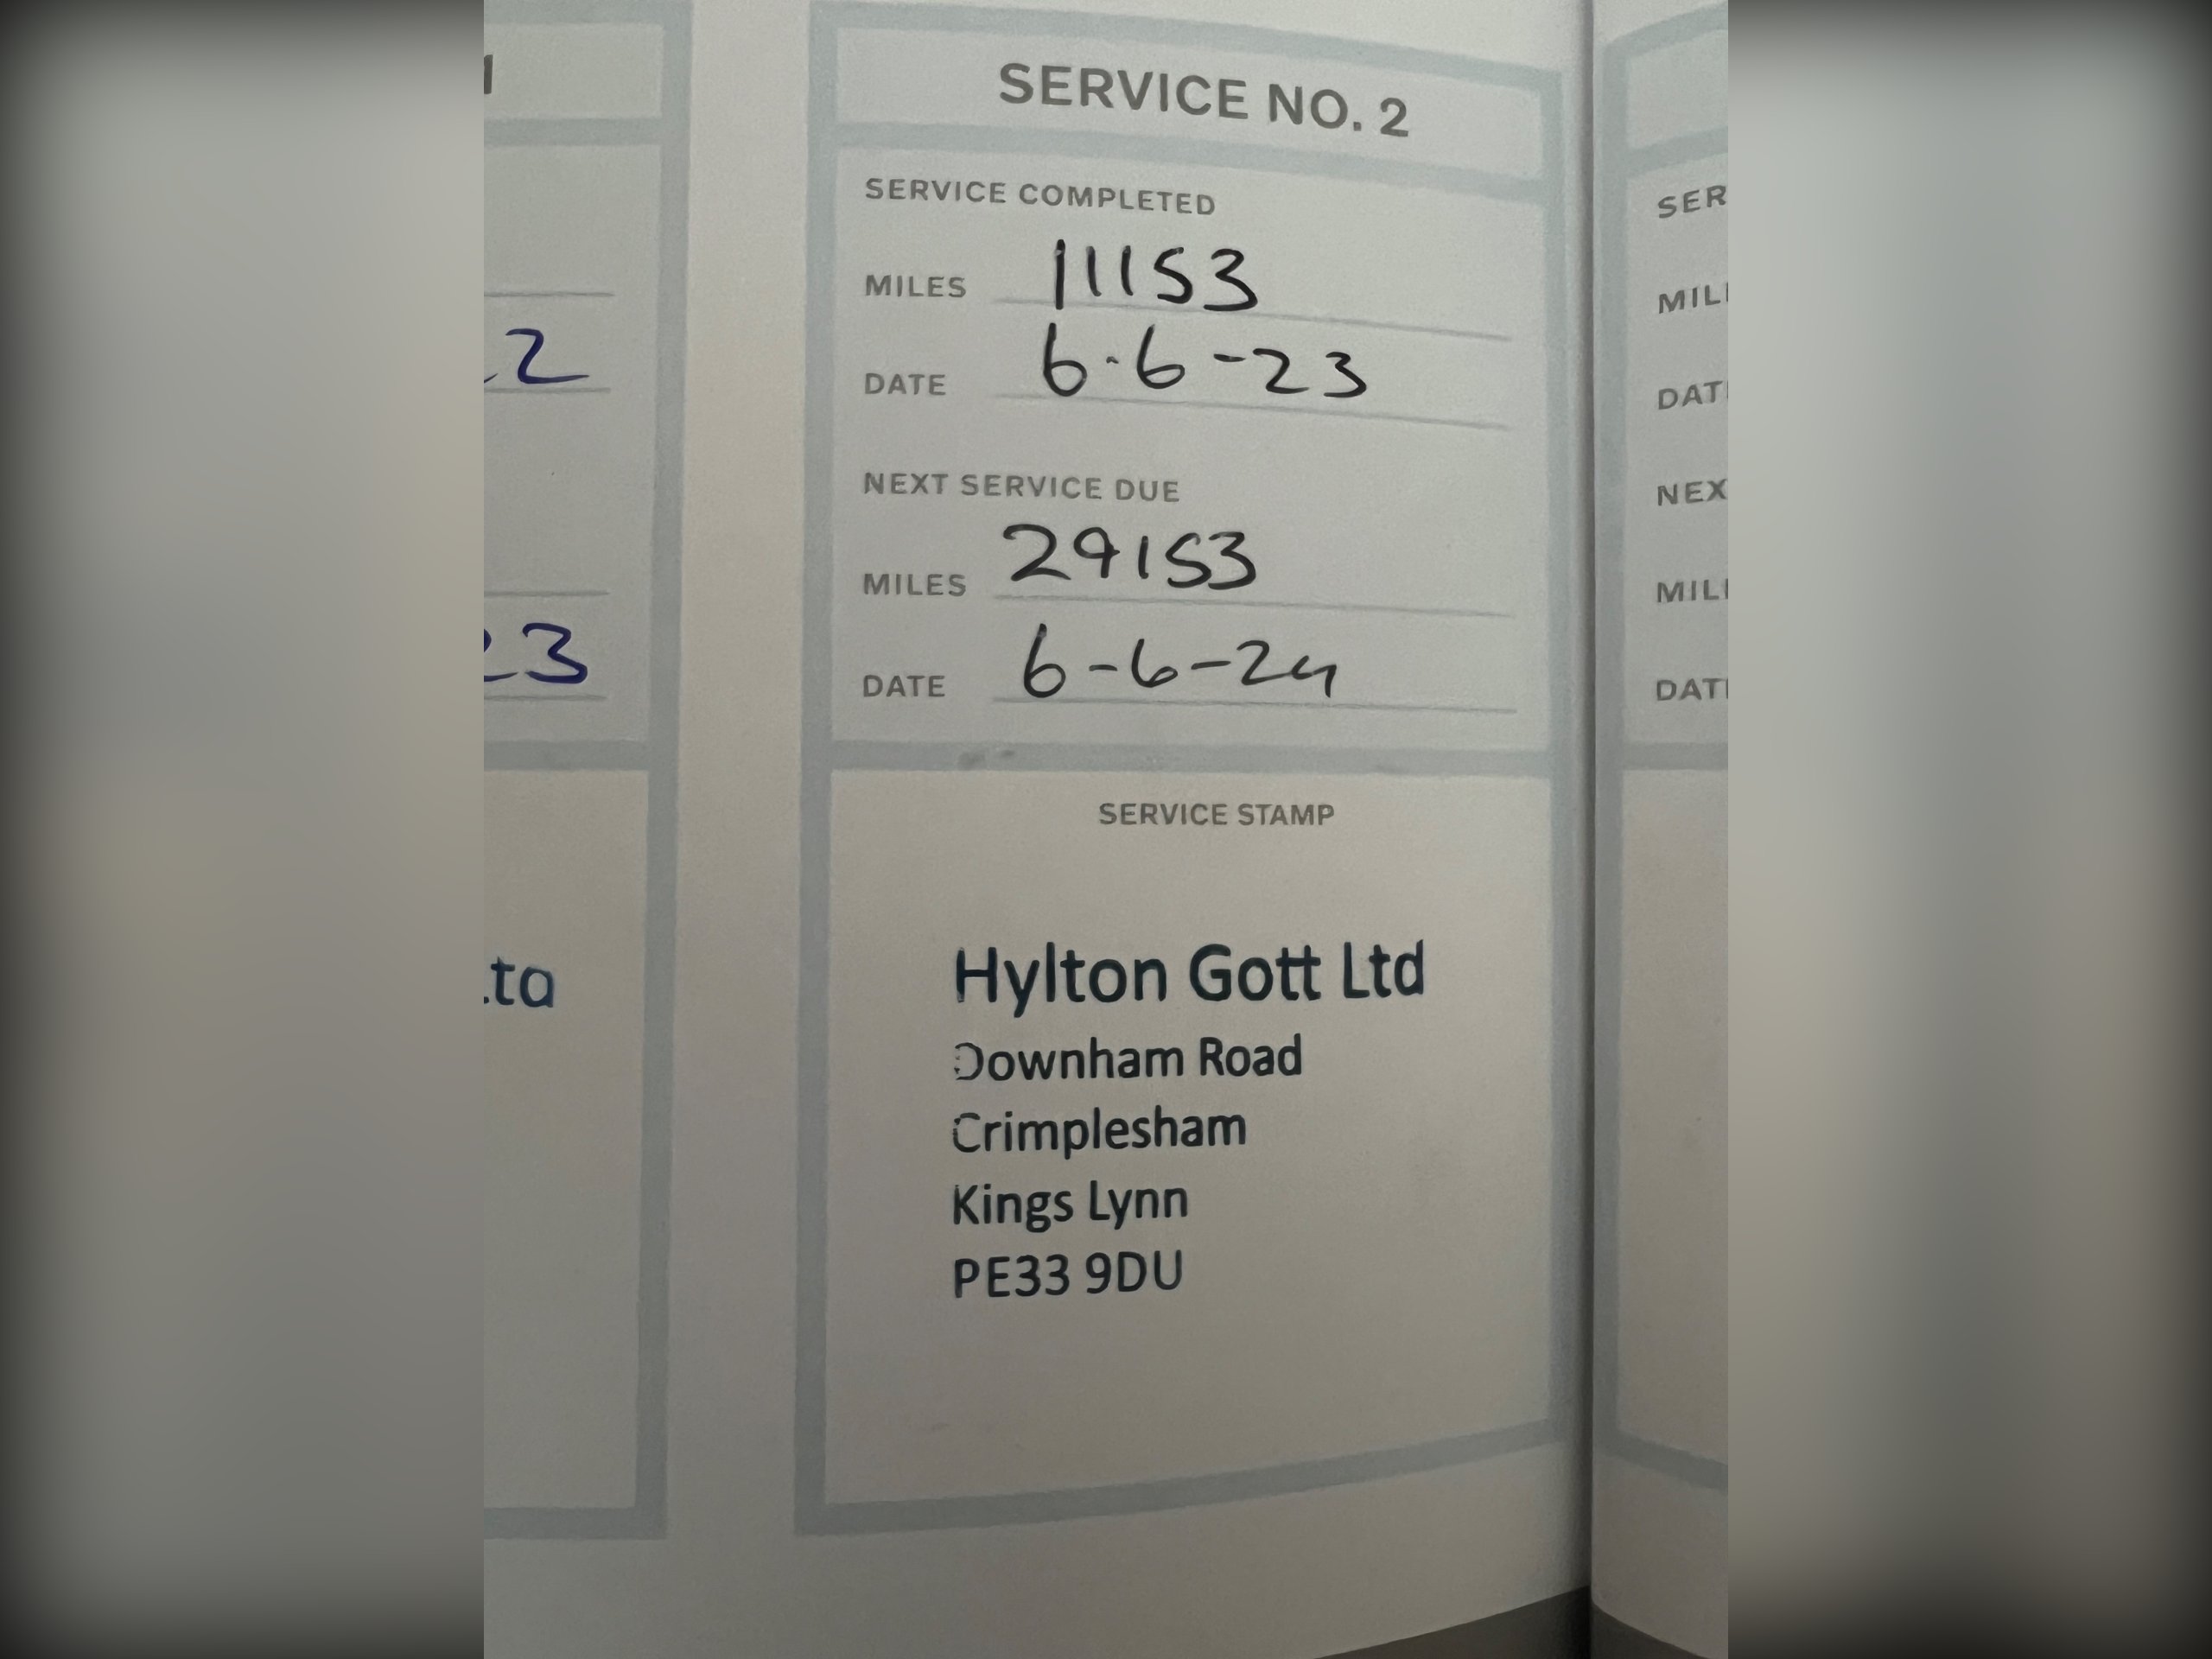 SERVICE NO. 2
SERVICE COMPLETED
MILES 11153
DATE 6-6-23
NEXT SERVICE DUE
MILES 29153
DATE 6-6-24
SERVICE STAMP
Hylton Gott Ltd
Downham Road
Crimplesham
Kings Lynn
PE33 9DU